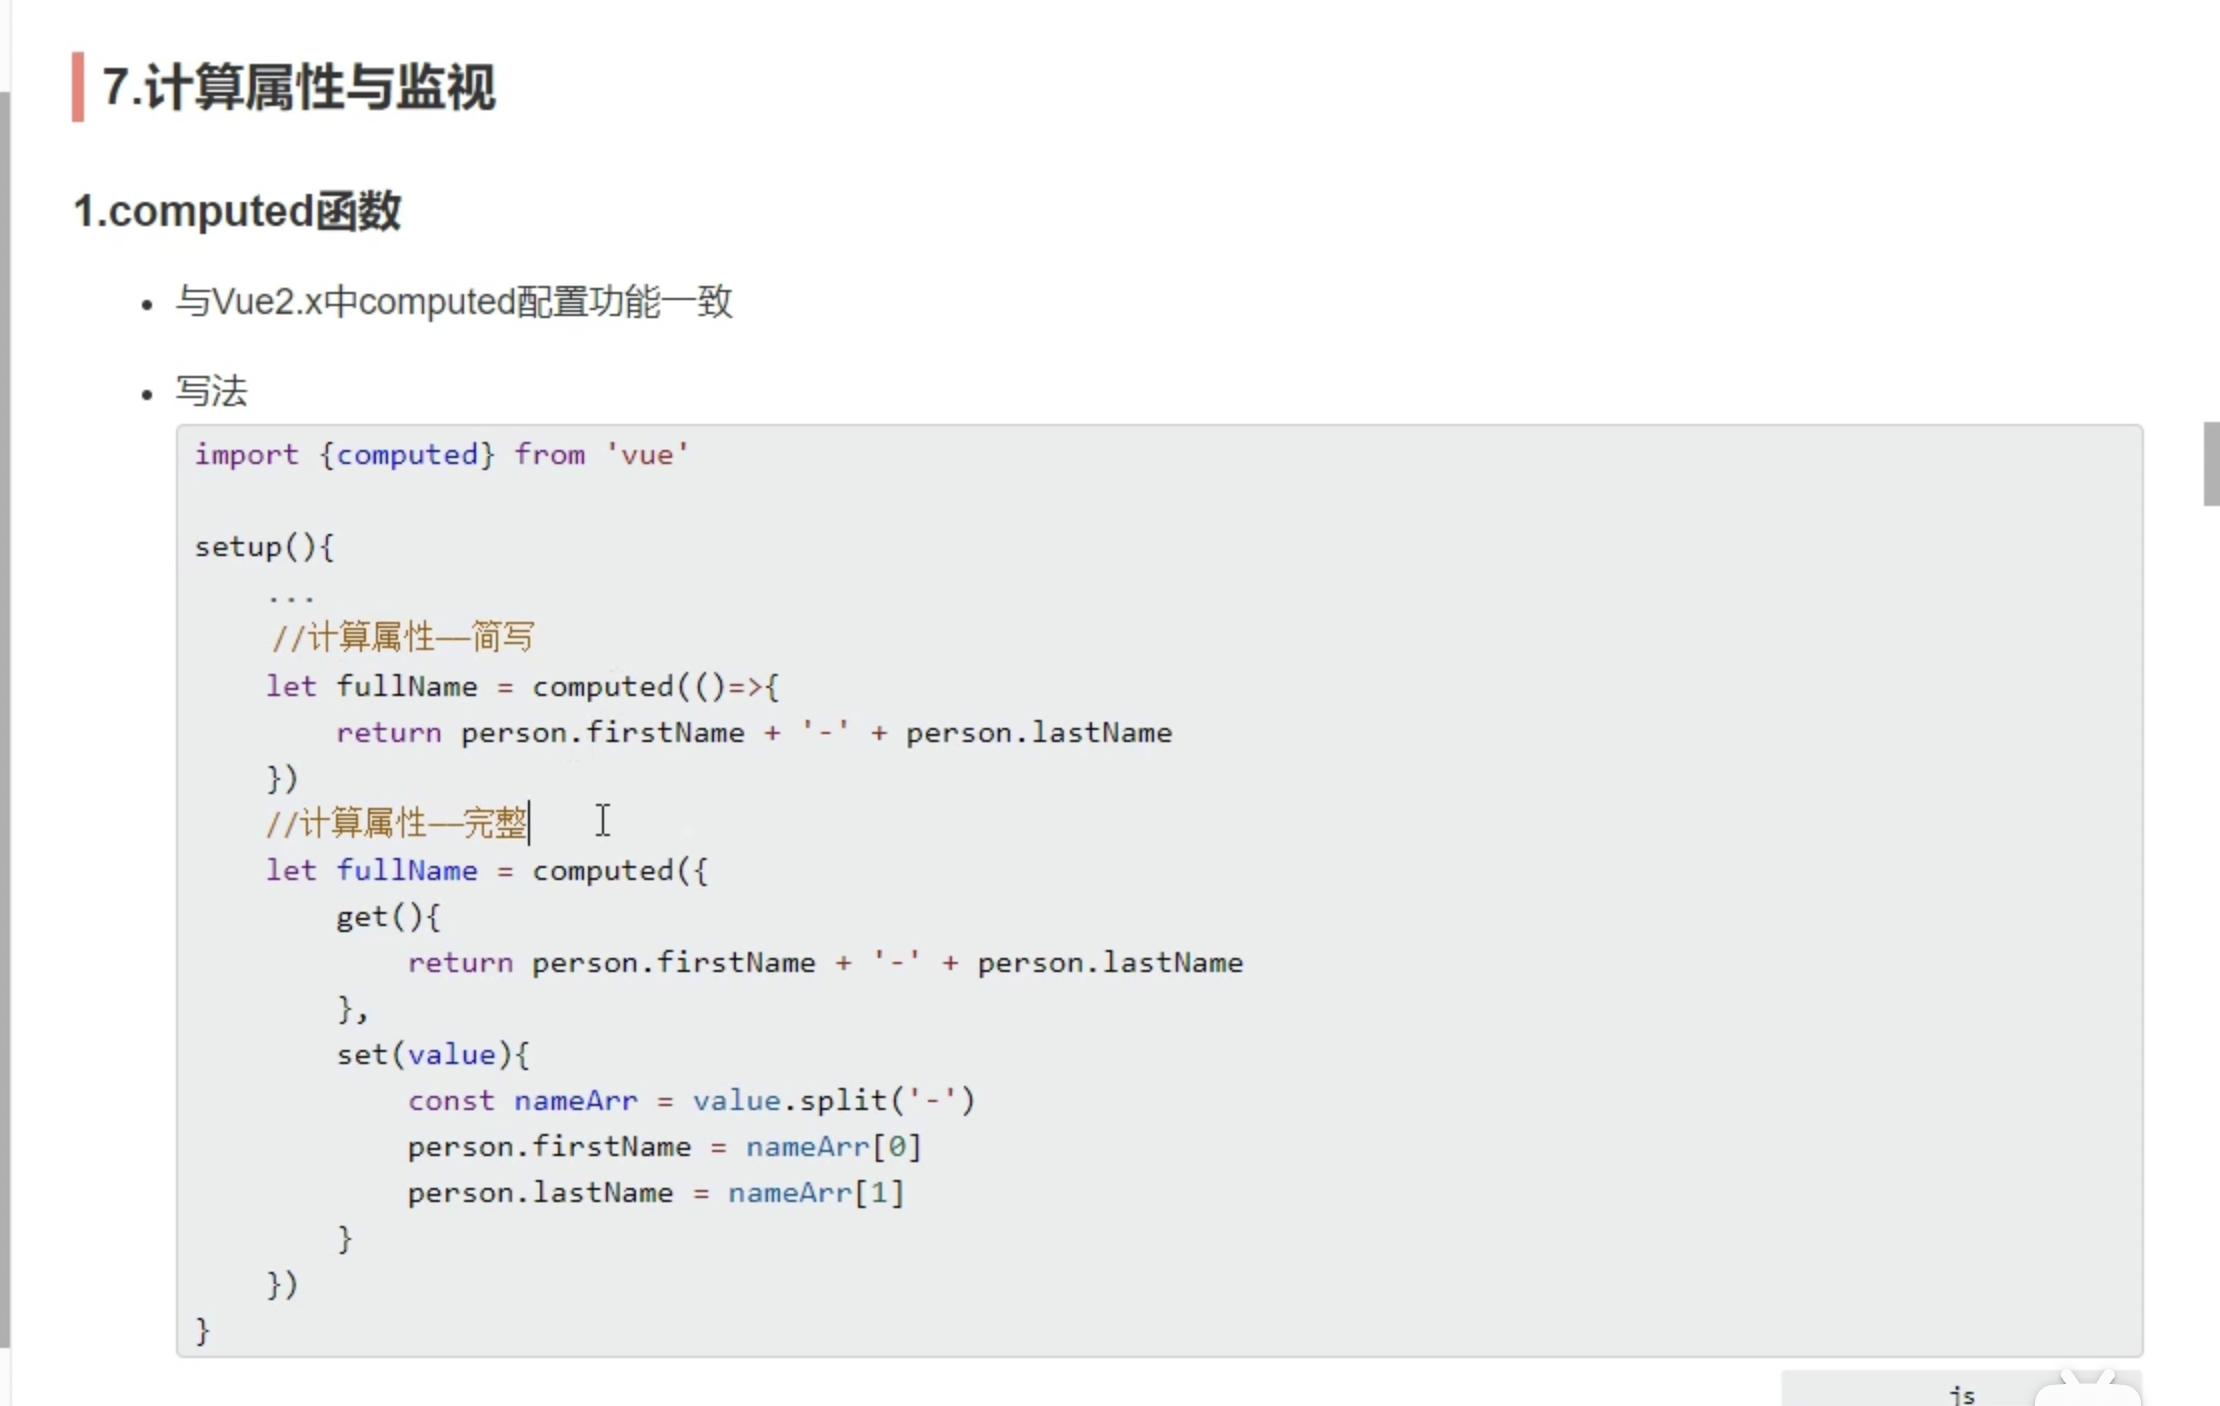 7.计算属性与监视
1.computed函数
与Vue2.x中computed配置功能一致
写法
import {computed} from 'vue'
setup(){
...
//计算属性——简写
let fullName = computed(()=>{
return person.firstName + '-' + person.lastName
})
//计算属性——完整
let fullName = computed({
get(){
return person.firstName + '-' + person.lastName
},
set(value){
const nameArr = value.split('-')
person.firstName = nameArr[0]
person.lastName = nameArr[1]
}
})
}
js